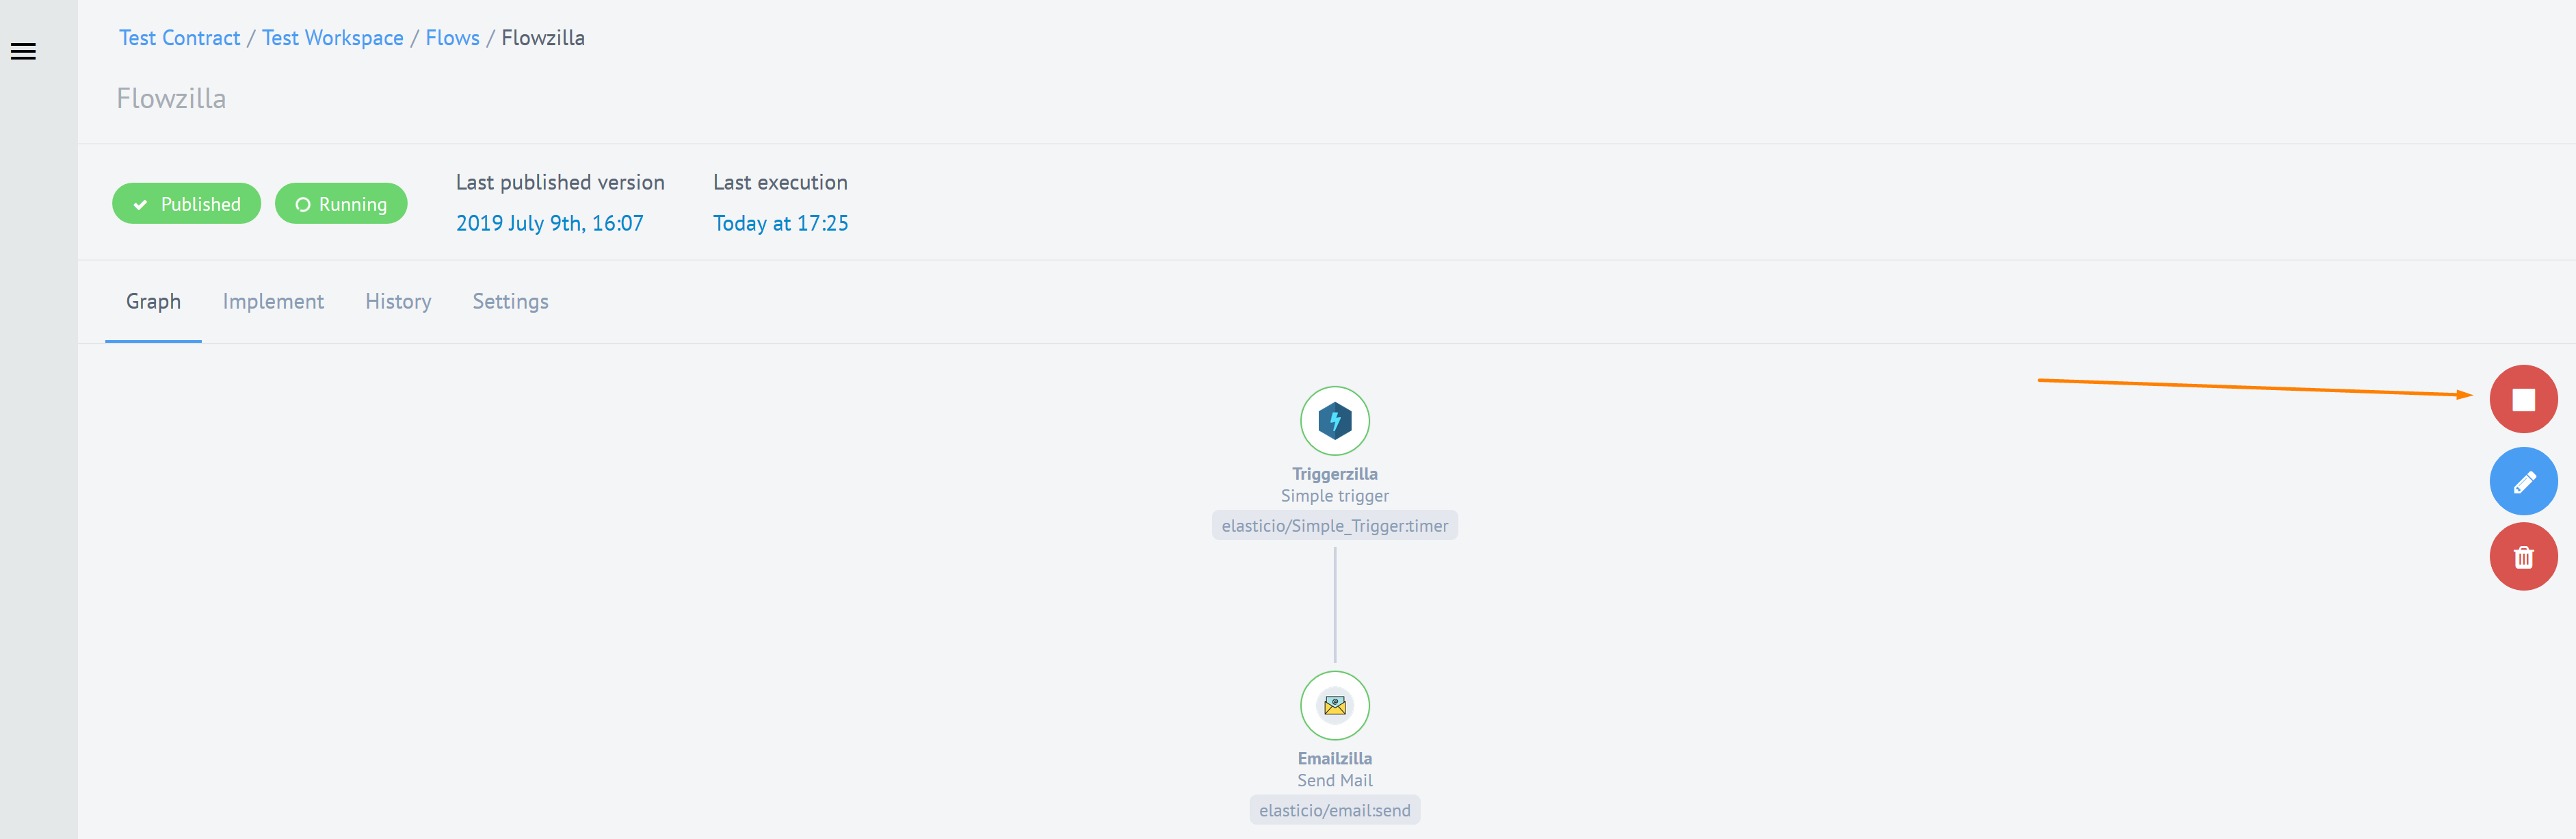 Test Contract / Test Workspace / Flows / Flowzilla
Flowzilla
Published
Running
Last published version
2019 July 9th, 16:07
Last execution
Today at 17:25
Graph
Implement
History
Settings
Triggerzilla
Simple trigger
elasticio/Simple_Trigger:timer
Emailzilla
Send Mail
elasticio/email:send